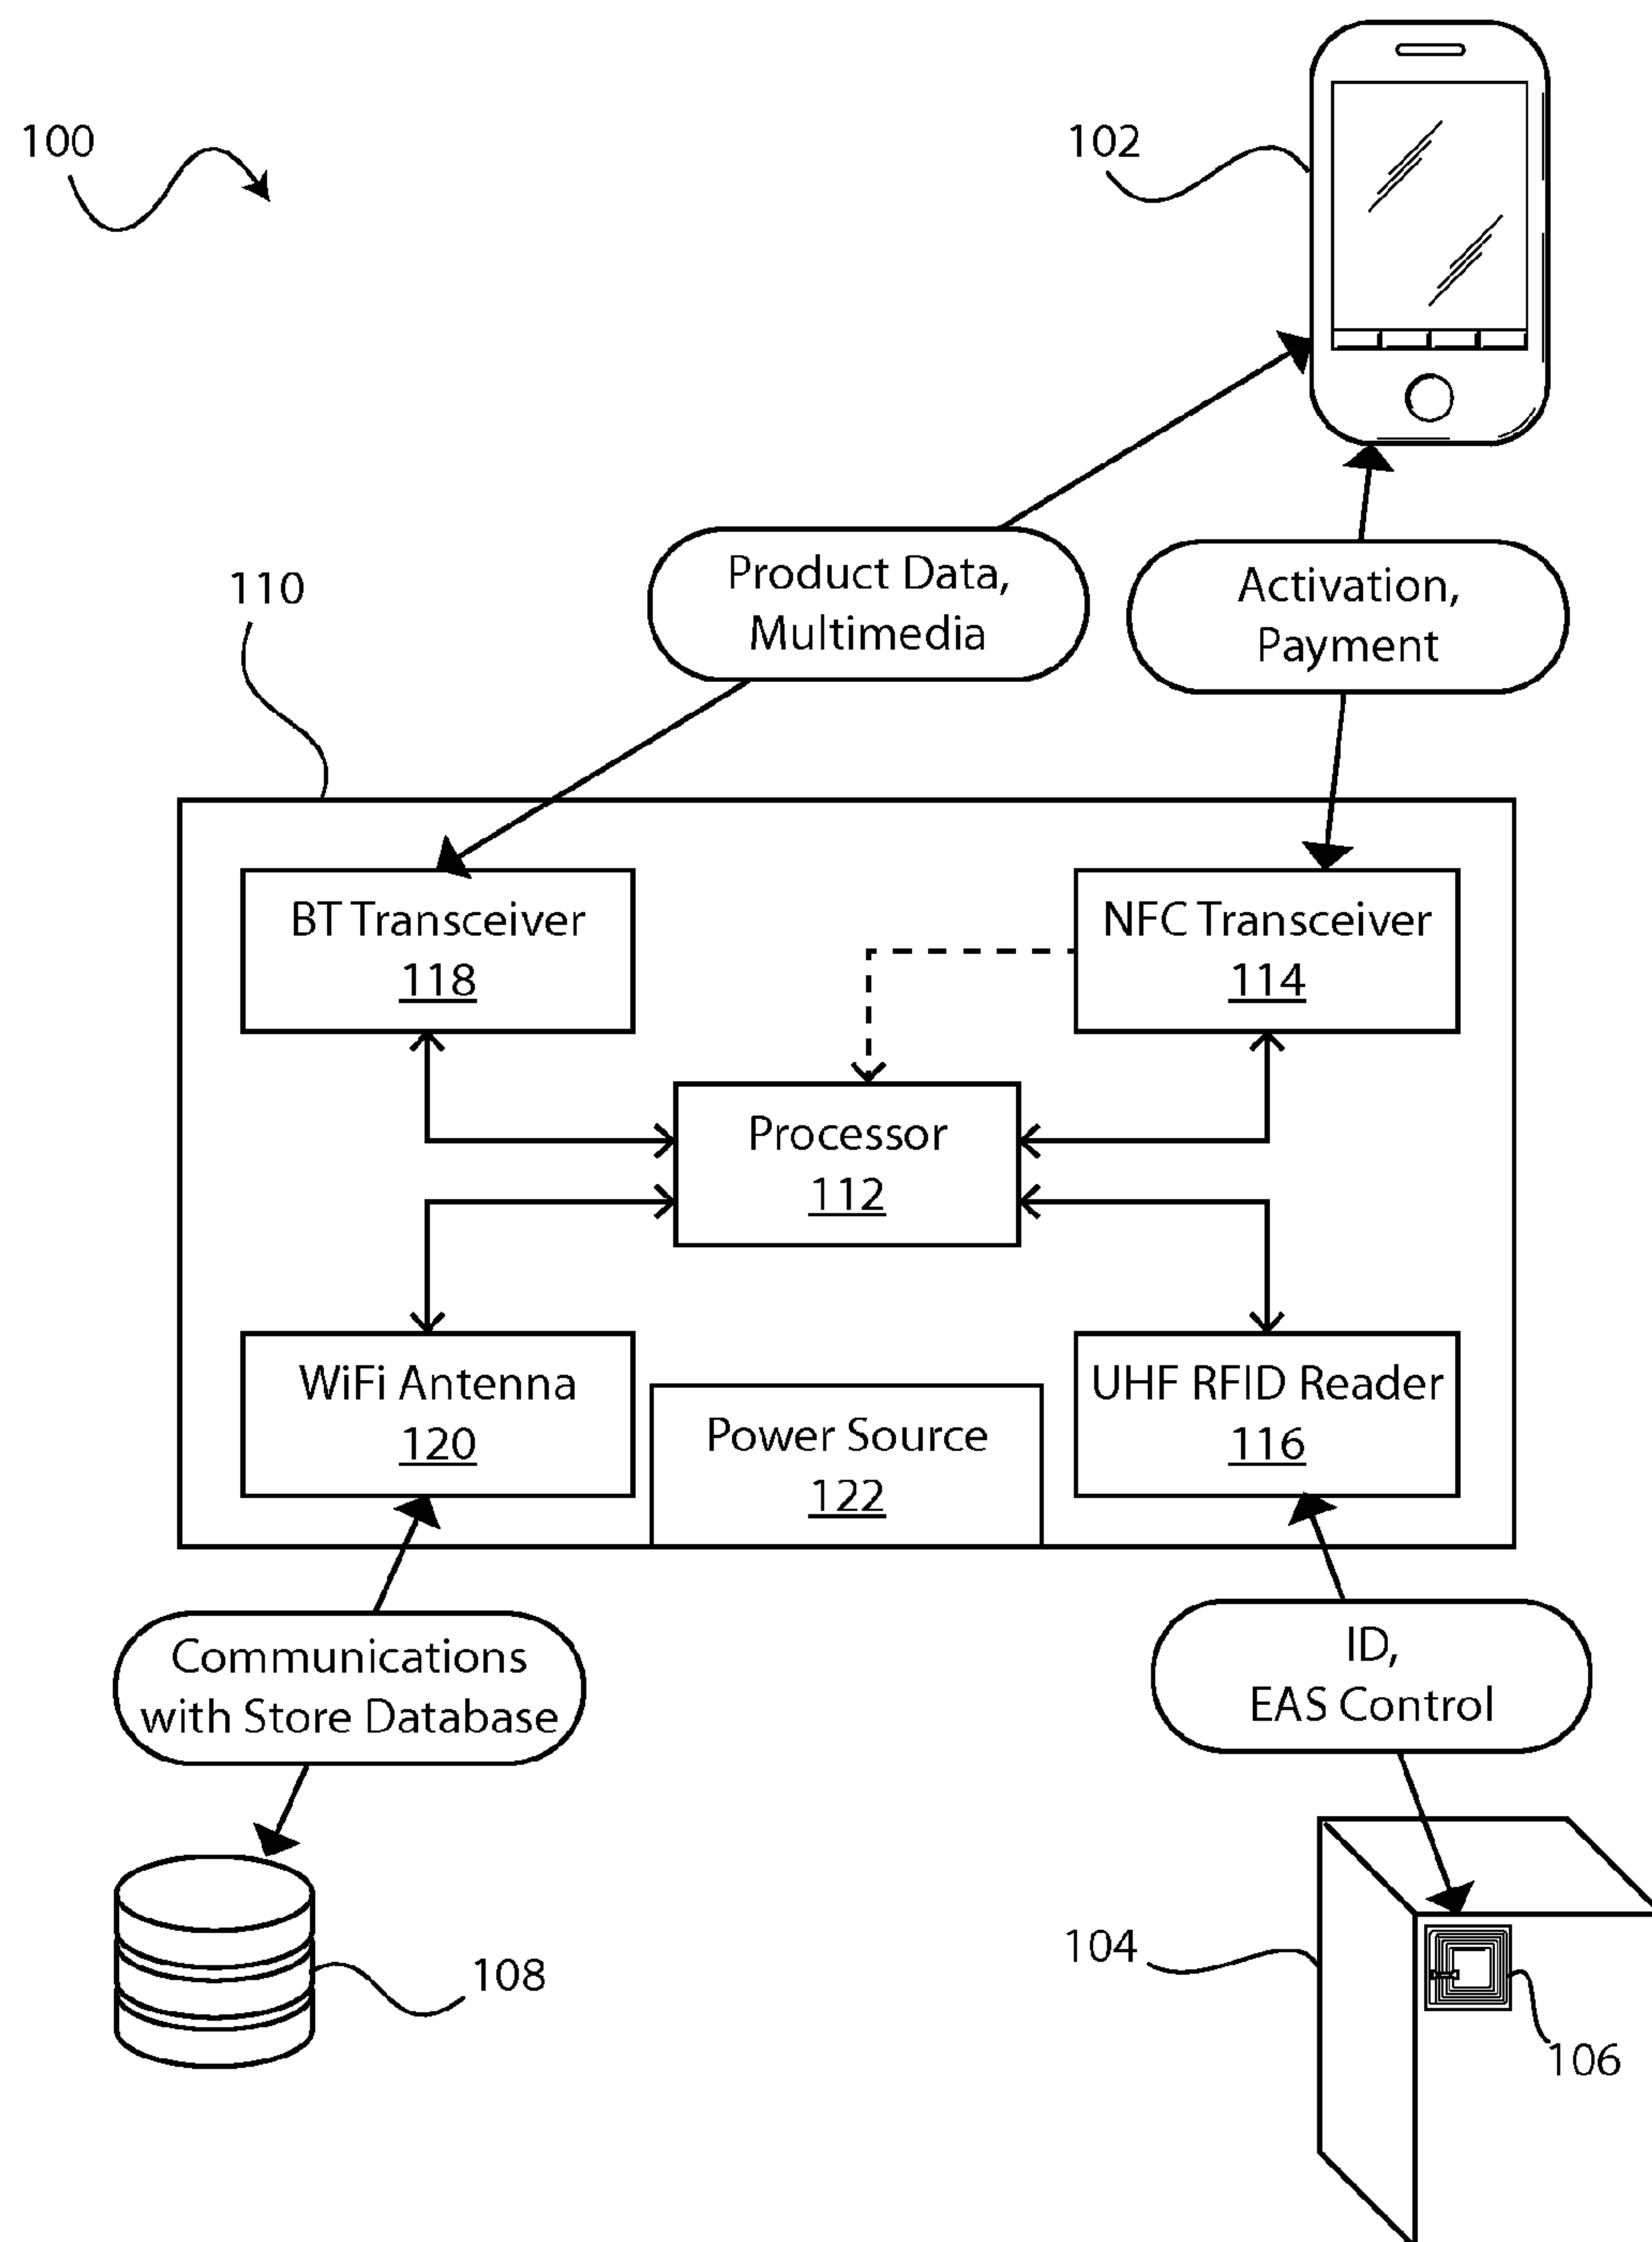 100
102
110
Product Data,
Multimedia
Activation,
Payment
BT Transceiver
118
NFC Transceiver
114
Processor
112
WiFi Antenna
120
Power Source
122
UHF RFID Reader
116
Communications
with Store Database
ID,
EAS Control
108
104
106